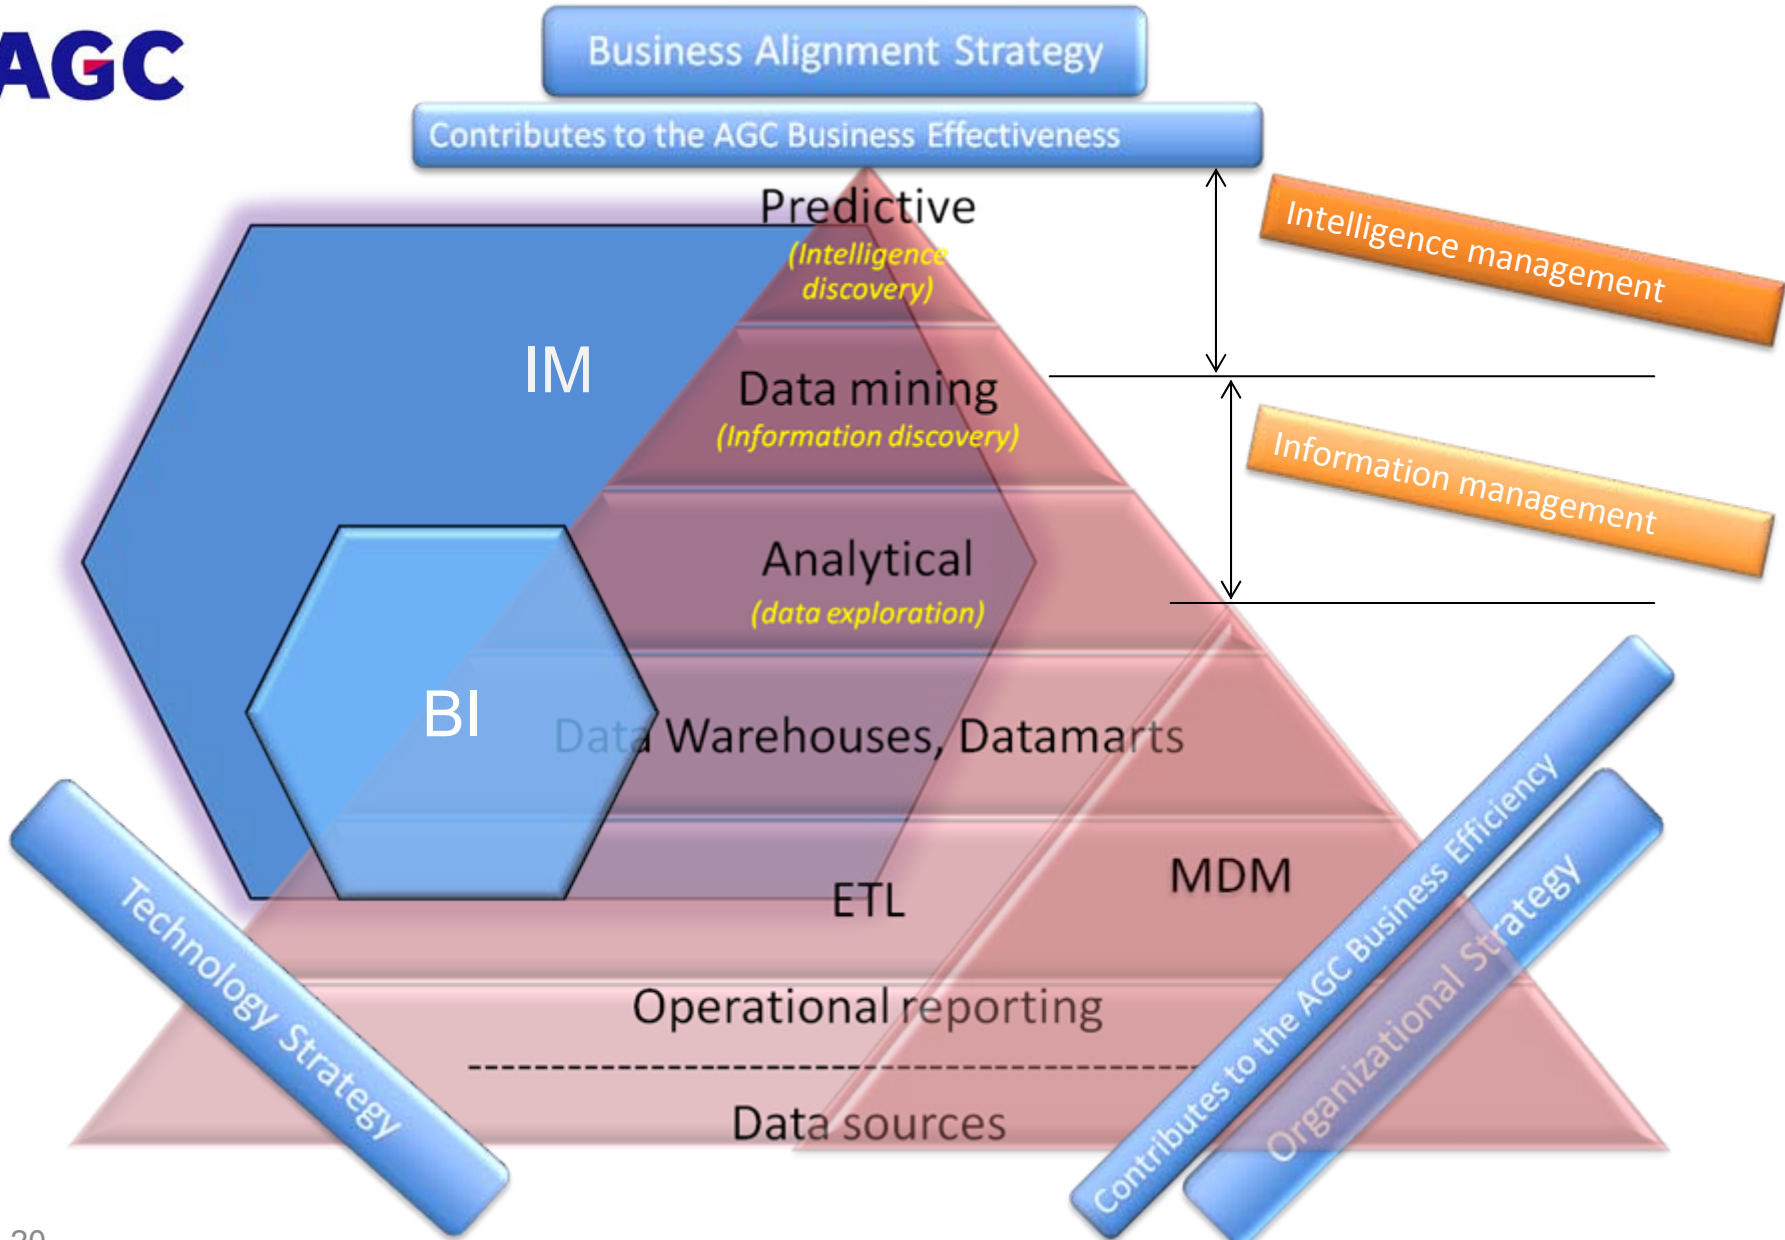 AGC
Business Alignment Strategy
Contributes to the AGC Business Effectiveness
Predictive
(Intelligence
discovery)
Intelligence management
IM
Data mining
(Information discovery)
Information management
Analytical
(data exploration)
BI
Data Warehouses, Datamarts
ETL
MDM
Technology Strategy
Contributes to the AGC Business Efficiency
Organizational Strategy
Operational reporting
Data sources
20